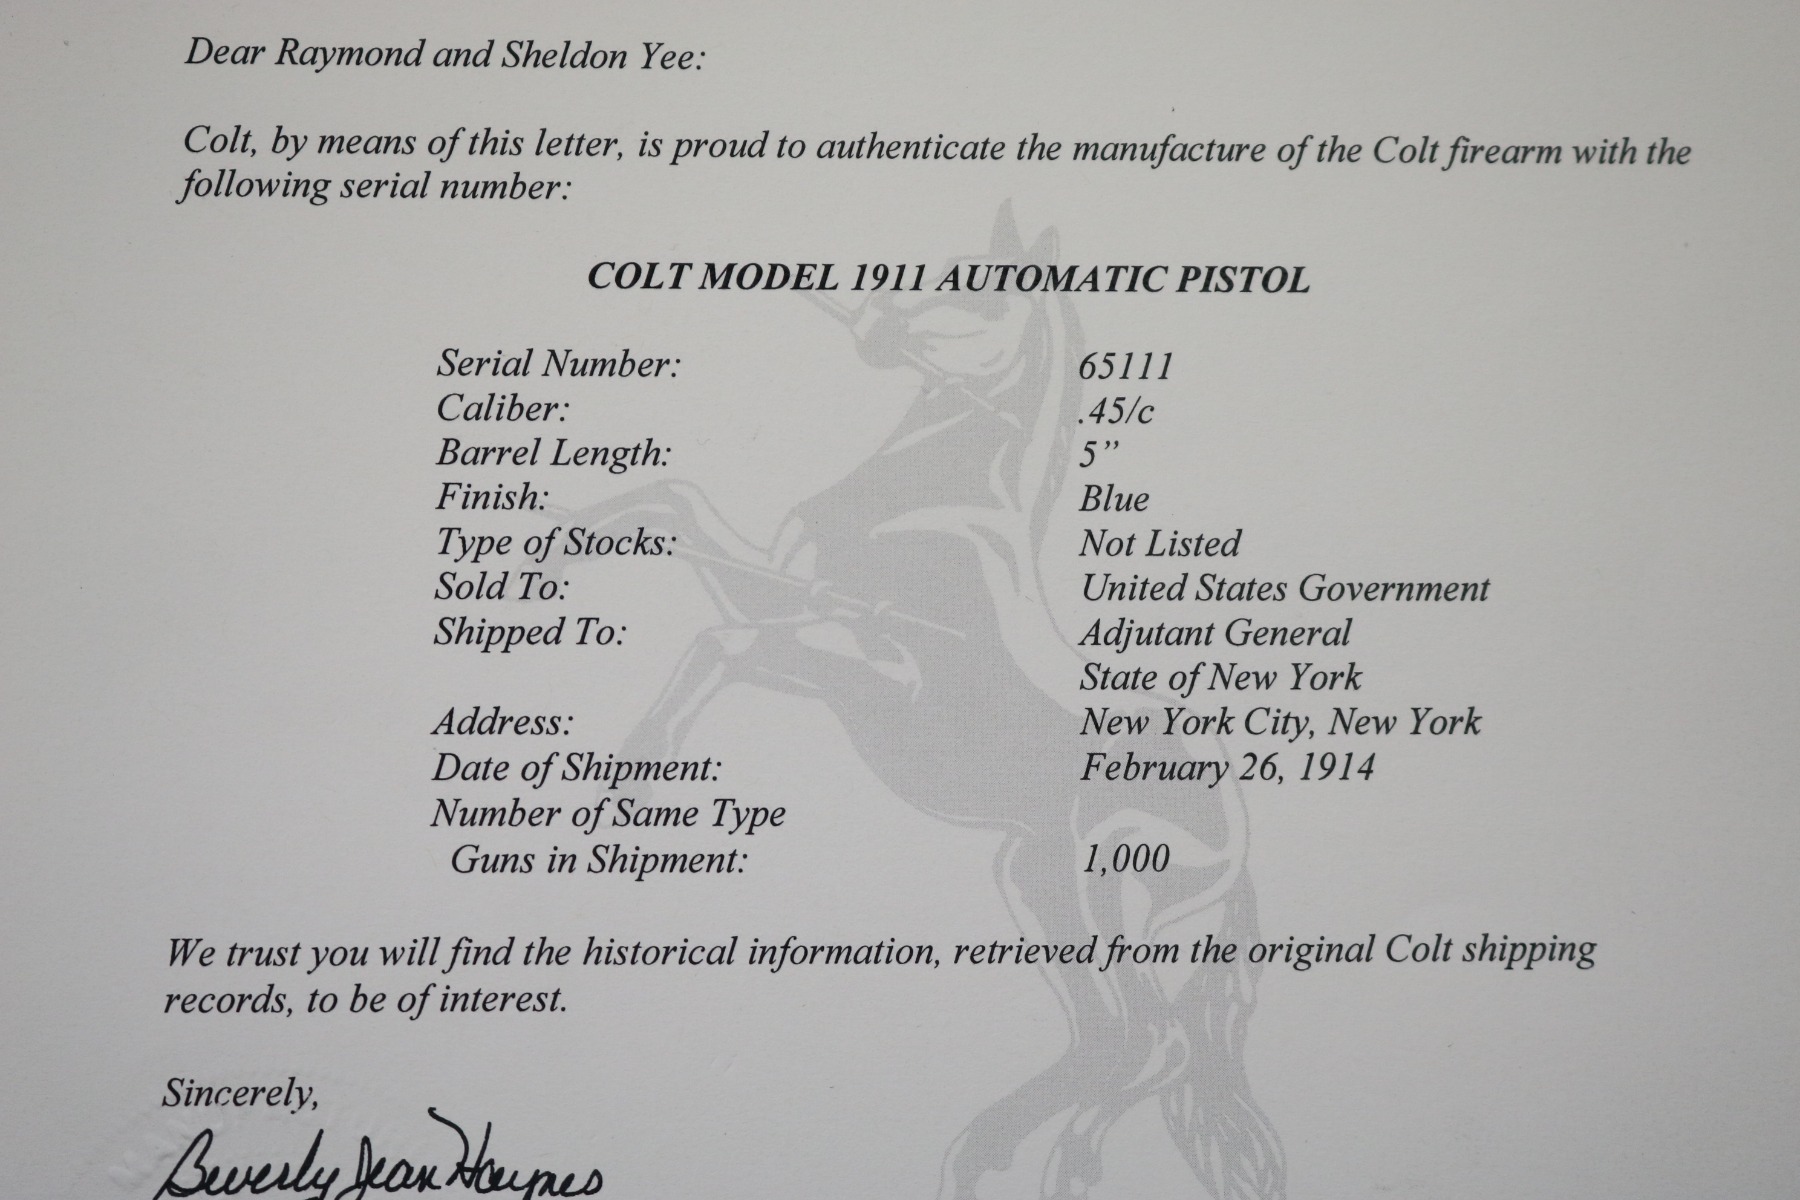 Dear Raymond and Sheldon Yee:
Colt, by means of this letter, is proud to authenticate the manufacture of the Colt firearm with the
following serial number:
COLT MODEL 1911 AUTOMATIC PISTOL
Serial Number: 65111
Caliber: .45/c
Barrel Length: 5”
Finish: Blue
Type of Stocks: Not Listed
Sold To: United States Government
Shipped To: Adjutant General
State of New York
Address: New York City, New York
Date of Shipment: February 26, 1914
Number of Same Type
Guns in Shipment: 1,000
We trust you will find the historical information, retrieved from the original Colt shipping
records, to be of interest.
Sincerely,
Beverly Jean Haynes